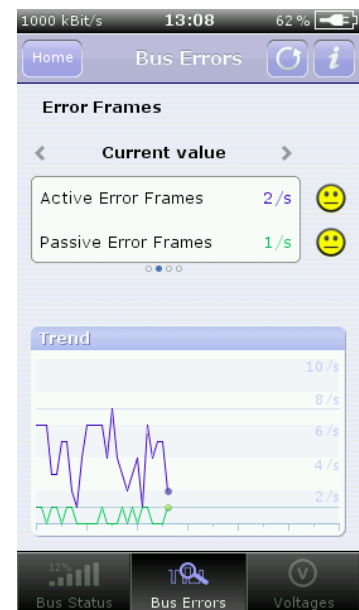 1000 kBit/s 13:08 62 %
Home Bus Errors i
Error Frames
Current value
Active Error Frames 2/s
Passive Error Frames 1/s
Trend
10/s
8/s
6/s
4/s
2/s
12%
V
Bus Status Bus Errors Voltages